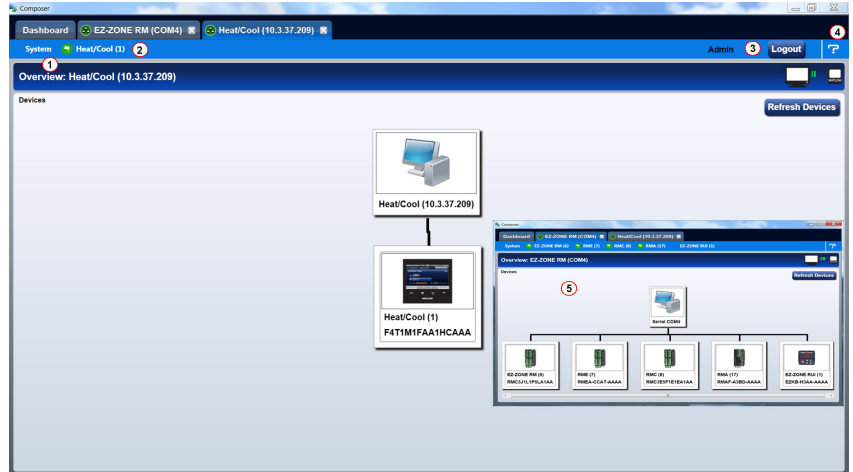 Composer
Dashboard EZ-ZONE RM (COM4) Heat/Cool (10.3.37.209)
4
System Heat/Cool (1) 2 Admin 3 Logout ?
1
Overview: Heat/Cool (10.3.37.209)
Devices
Refresh Devices
Heat/Cool (10.3.37.209)
Heat/Cool (1)
F4T1M1FAA1HCAAA
Composer
Dashboard EZ-ZONE RM (COM4) Heat/Cool (10.3.37.209)
System EZ-ZONE RM (6) RME (7) RMC (8) RMA (17) EZ-ZONE RUI (1) ?
Overview: EZ-ZONE RM (COM4)
Devices
Refresh Devices
5
Serial COM4
EZ-ZONE RM (6)
RMC3J1L1P5LA1AA
RME (7)
RMEA-CCAT-AAAA
RMC (8)
RMC3E5F1E1EA1AA
RMA (17)
RMAF-A3BD-AAAA
EZ-ZONE RUI (1)
EZKB-H3AA-AAAA